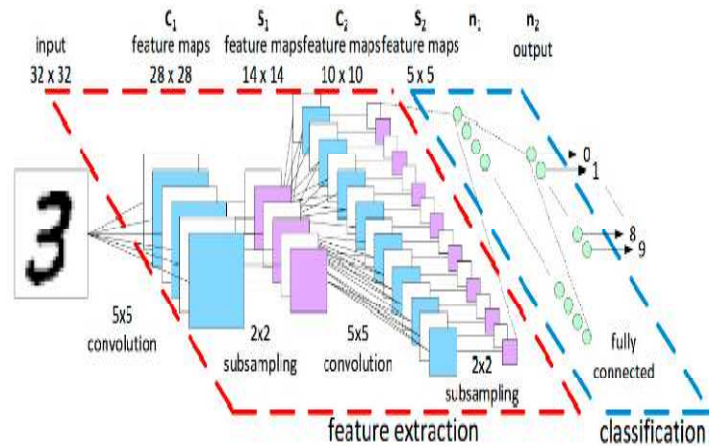 C1 S1 C2 S2 n1 n2
input feature maps feature maps feature maps feature maps output
32 x 32 28 x 28 14 x 14 10 x 10 5 x 5
3
0
1
8
9
5x5
convolution
2x2
subsampling
5x5
convolution
2x2
subsampling
fully
connected
feature extraction
classification